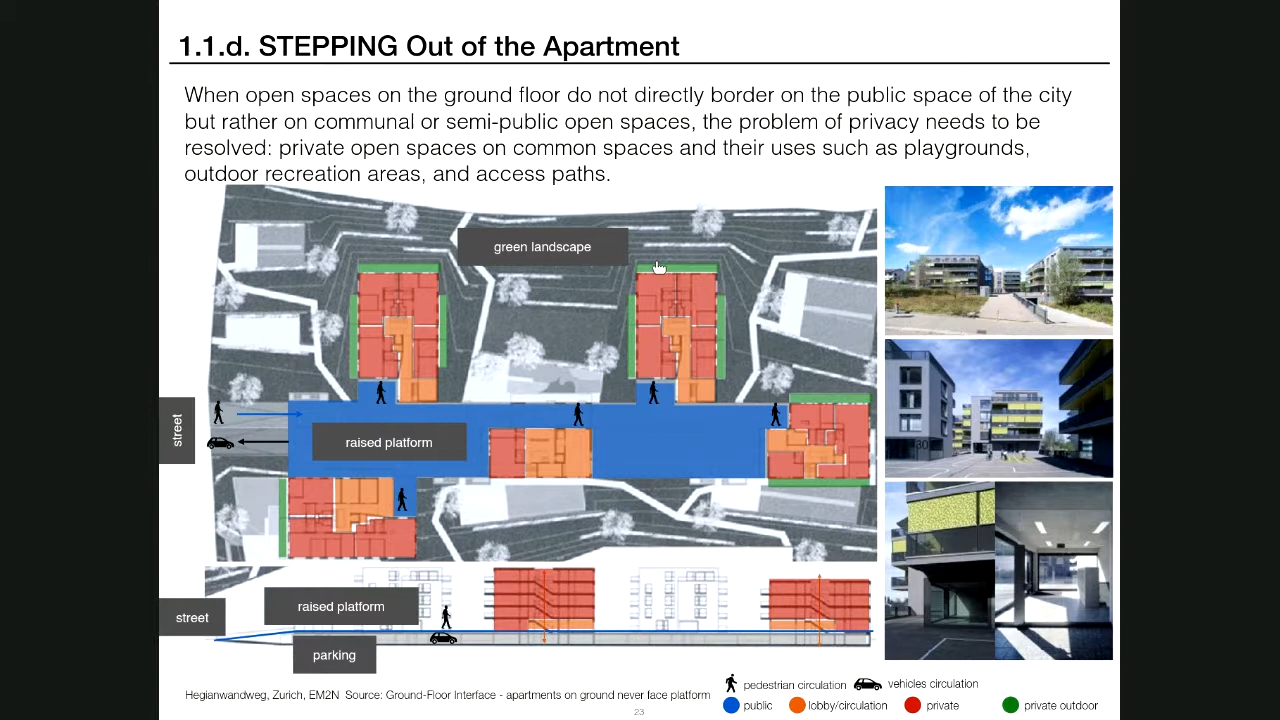 1.1.d. STEPPING Out of the Apartment
When open spaces on the ground floor do not directly border on the public space of the city
but rather on communal or semi-public open spaces, the problem of privacy needs to be
resolved: private open spaces on common spaces and their uses such as playgrounds,
outdoor recreation areas, and access paths.
green landscape
street
raised platform
30
raised platform
street
parking
Hegianwandweg, Zurich, EM2N Source: Ground-Floor Interface - apartments on ground never face platform
pedestrian circulation
vehicles circulation
public
lobby/circulation
private
private outdoor
23